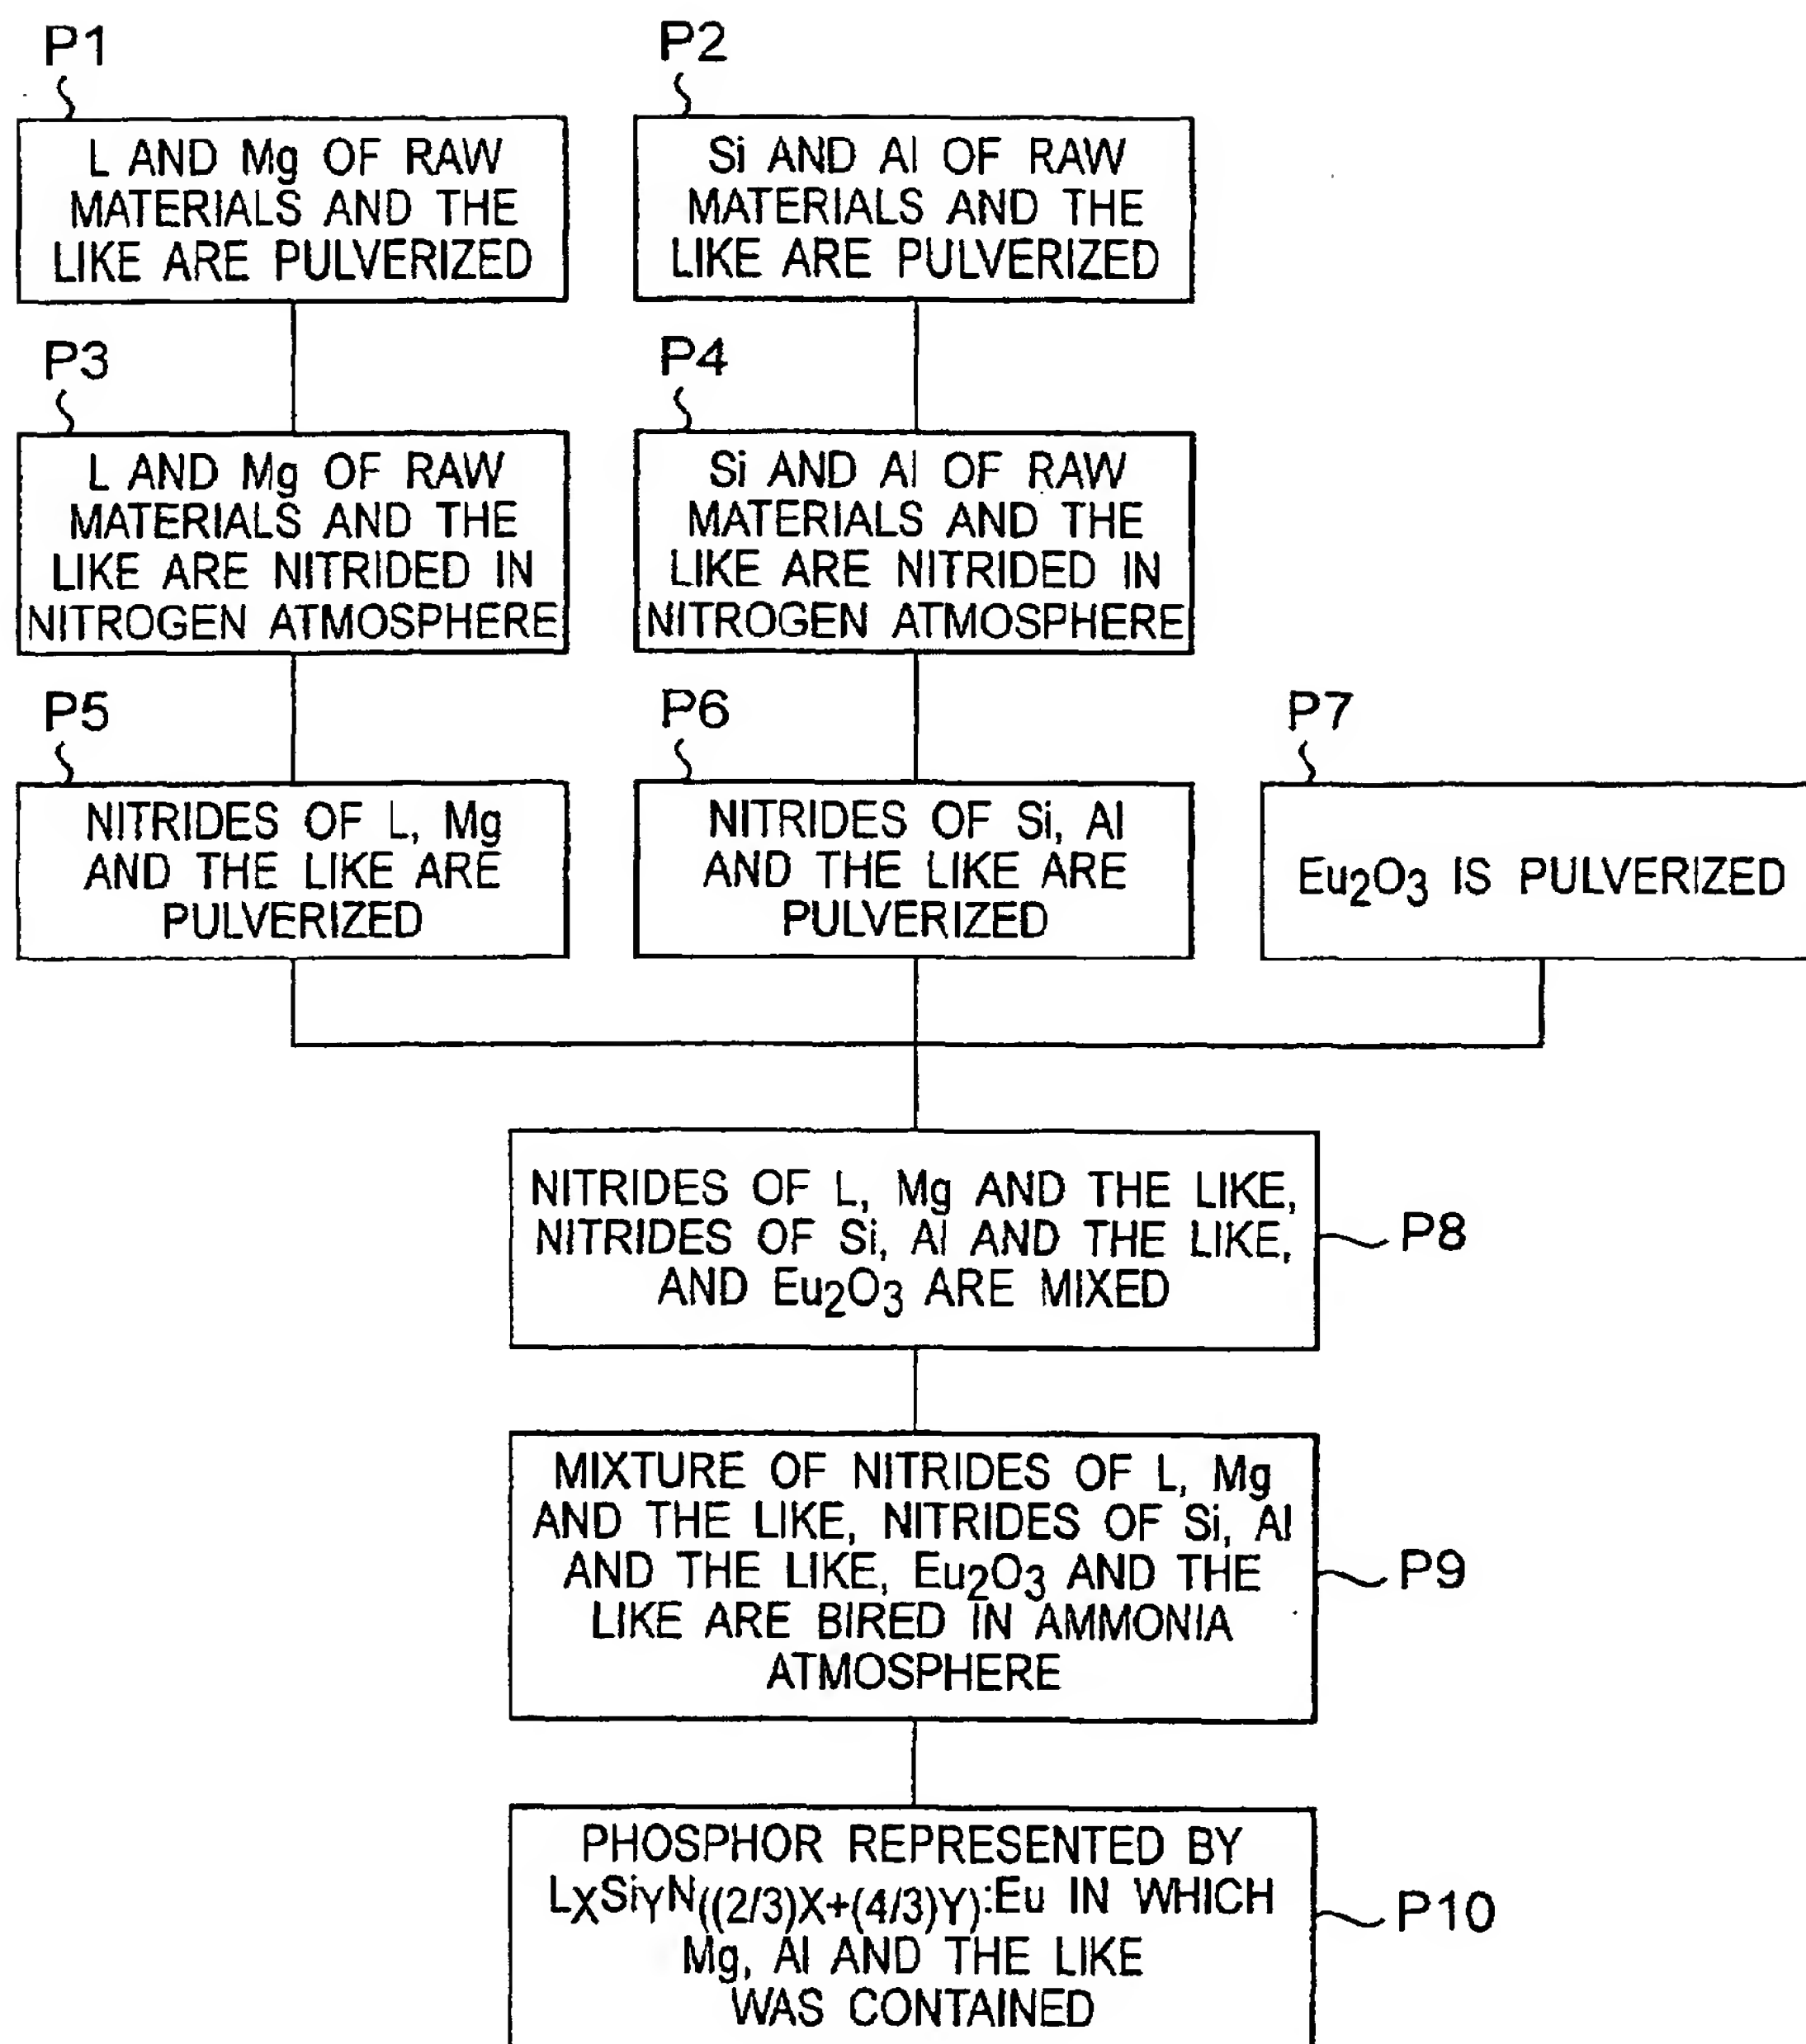 P1
L AND Mg OF RAW
MATERIALS AND THE
LIKE ARE PULVERIZED
P2
Si AND Al OF RAW
MATERIALS AND THE
LIKE ARE PULVERIZED
P3
L AND Mg OF RAW
MATERIALS AND THE
LIKE ARE NITRIDED IN
NITROGEN ATMOSPHERE
P4
Si AND Al OF RAW
MATERIALS AND THE
LIKE ARE NITRIDED IN
NITROGEN ATMOSPHERE
P5
NITRIDES OF L, Mg
AND THE LIKE ARE
PULVERIZED
P6
NITRIDES OF Si, Al
AND THE LIKE ARE
PULVERIZED
P7
Eu2O3 IS PULVERIZED
NITRIDES OF L, Mg AND THE LIKE,
NITRIDES OF Si, Al AND THE LIKE,
AND Eu2O3 ARE MIXED
P8
MIXTURE OF NITRIDES OF L, Mg
AND THE LIKE, NITRIDES OF Si, Al
AND THE LIKE, Eu2O3 AND THE
LIKE ARE BIRED IN AMMONIA
ATMOSPHERE
P9
PHOSPHOR REPRESENTED BY
LXSiYN((2/3)X+(4/3)Y):Eu IN WHICH
Mg, Al AND THE LIKE
WAS CONTAINED
P10